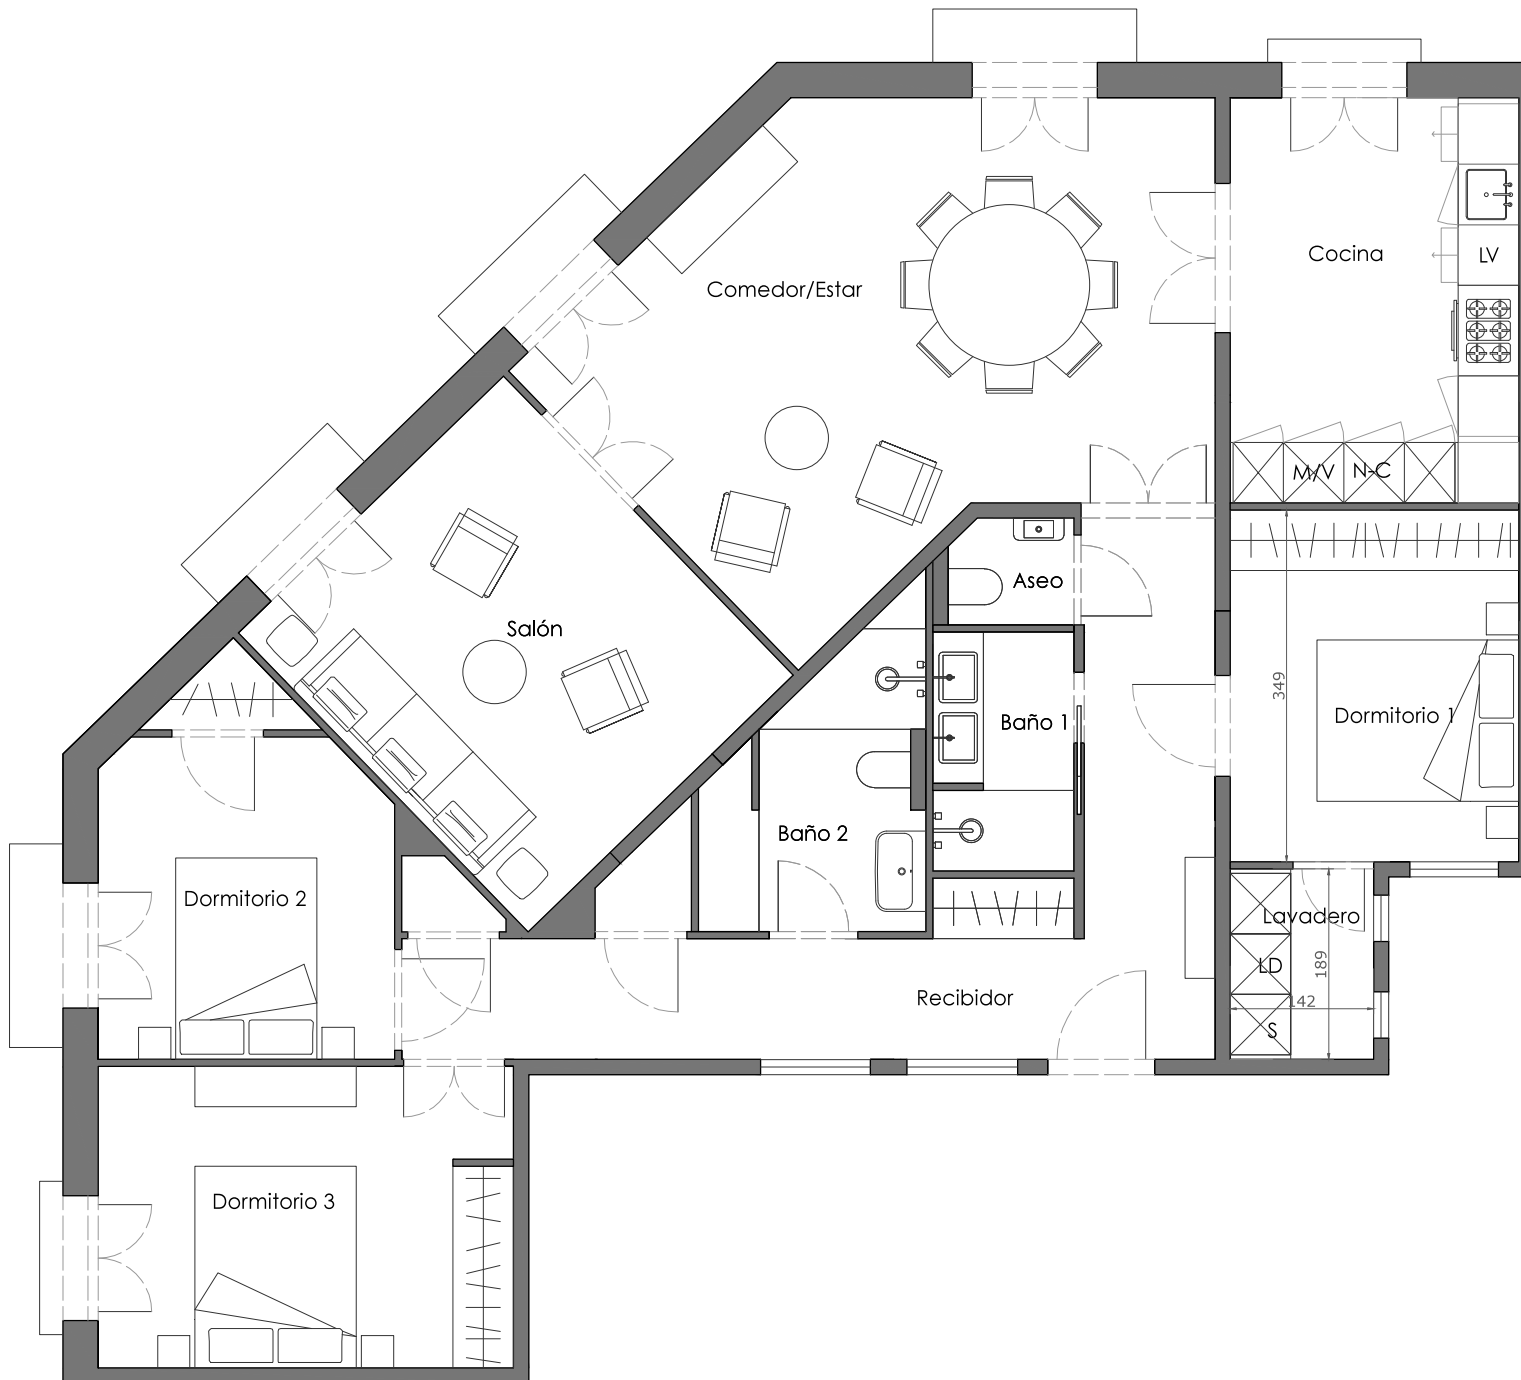 Cocina
LV
Comedor/Estar
M/V
N-C
Aseo
Salón
349
Dormitorio 1
Baño 1
Baño 2
Dormitorio 2
Lavadero
LD
189
Recibidor
142
S
Dormitorio 3